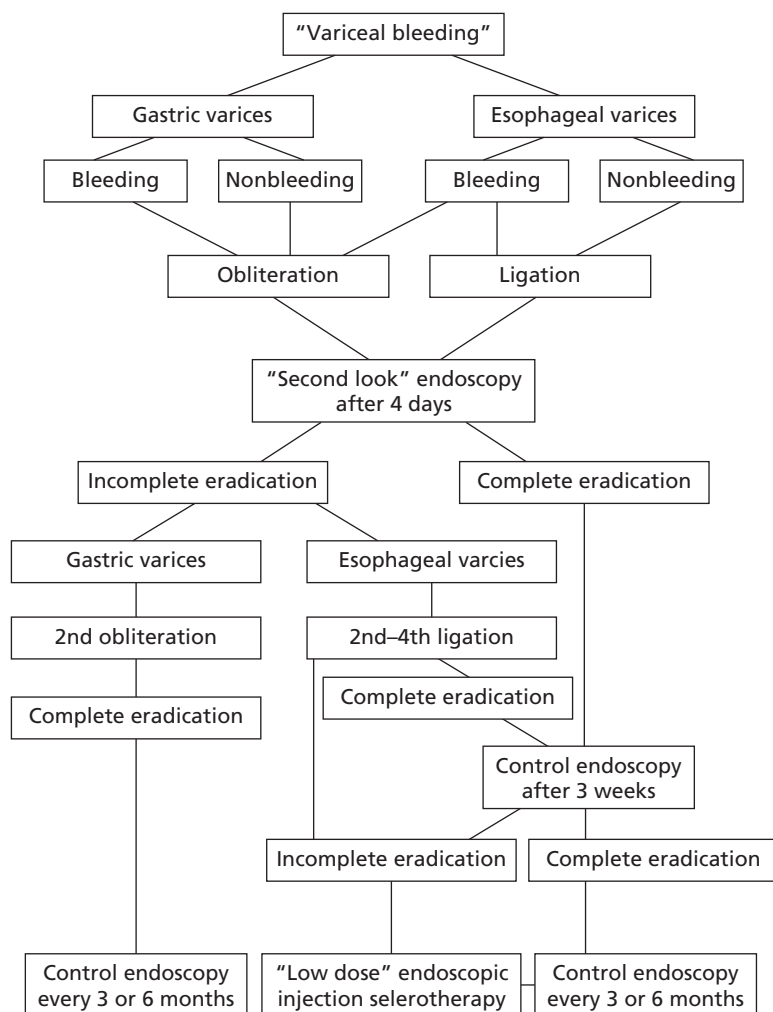 “Variceal bleeding”
Gastric varices
Esophageal varices
Bleeding
Nonbleeding
Bleeding
Nonbleeding
Obliteration
Ligation
“Second look” endoscopy
after 4 days
Incomplete eradication
Complete eradication
Gastric varices
Esophageal varcies
2nd obliteration
2nd–4th ligation
Complete eradication
Complete eradication
Control endoscopy
after 3 weeks
Incomplete eradication
Complete eradication
Control endoscopy
every 3 or 6 months
“Low dose” endoscopic
injection selerotherapy
Control endoscopy
every 3 or 6 months